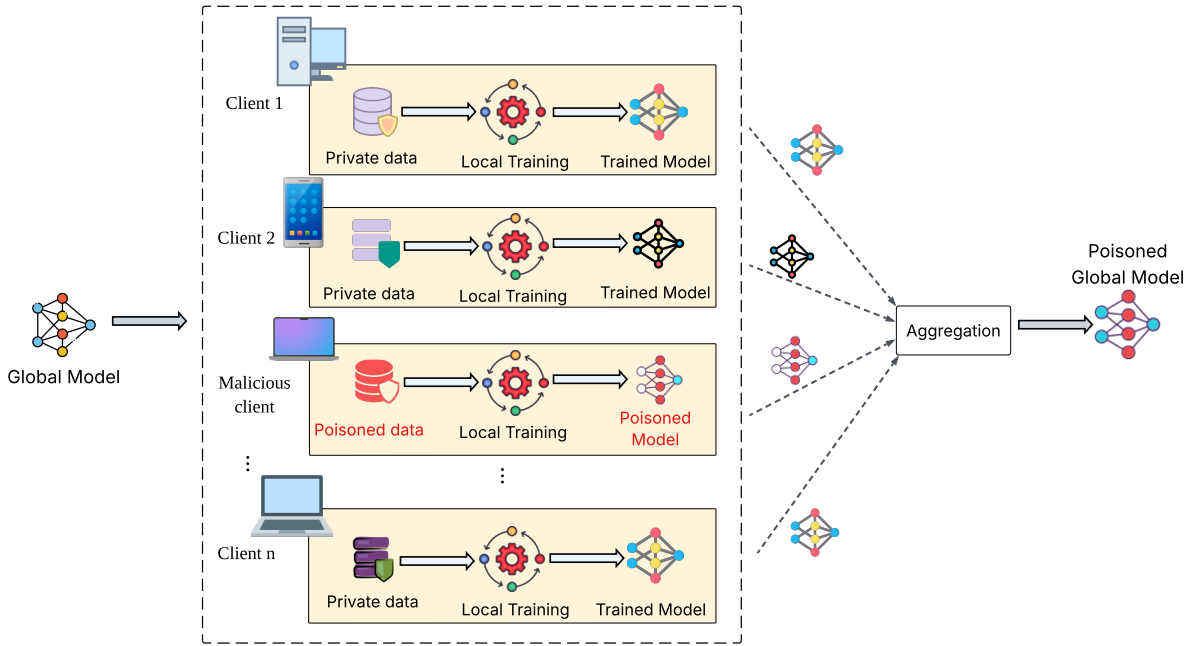 Client 1
Private data
Local Training
Trained Model
Client 2
Private data
Local Training
Trained Model
Global Model
Malicious
client
Poisoned data
Local Training
Poisoned
Model
Client n
Private data
Local Training
Trained Model
Aggregation
Poisoned
Global Model